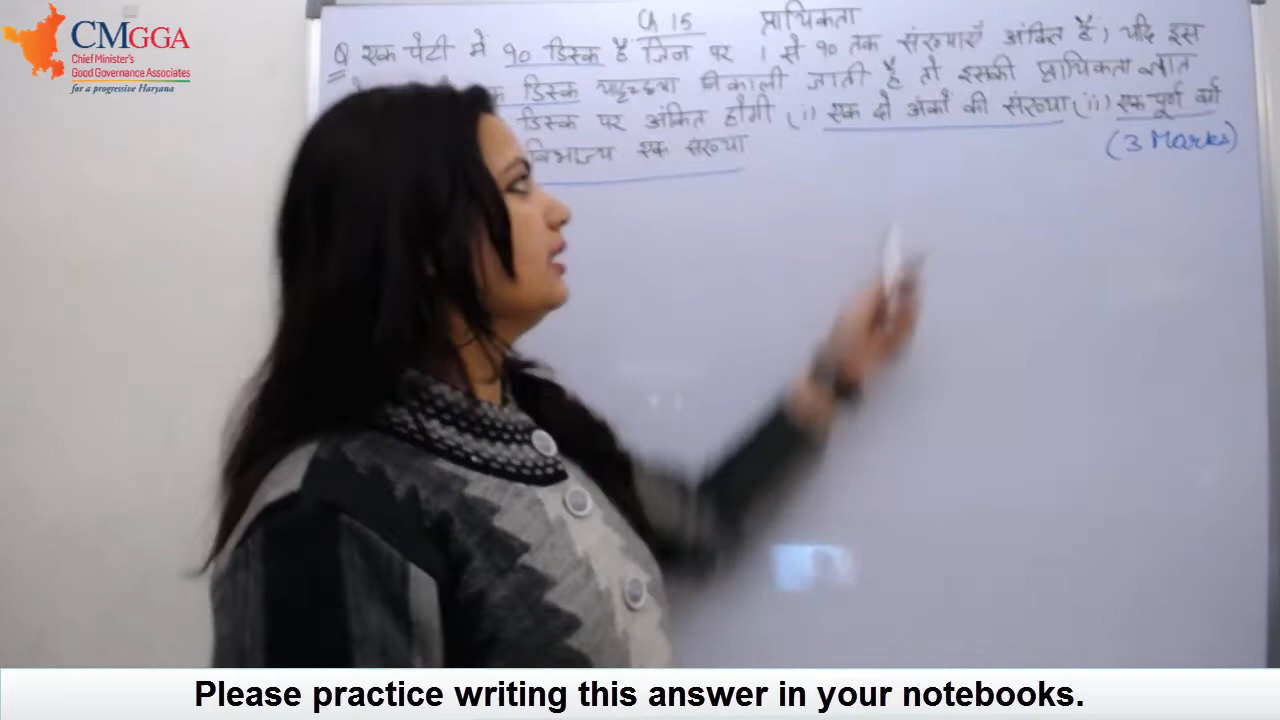 CMGGA
Chief Minister's
Good Governance Associates
for a progressive Haryana
Ch 15 प्रायिकता
Q एक पेटी में 90 डिस्क है जिन पर 1 से 90 तक संख्याएँ अंकित हैं। यदि इस
डिस्क यादृच्छया निकाली जाती है तो इसकी प्रायिकता ज्ञात
डिस्क पर अंकित होगी (i) एक दो अंकों की संख्या (ii) एक पूर्ण वर्ग
विभाज्य एक संख्या
(3 Marks)
Please practice writing this answer in your notebooks.